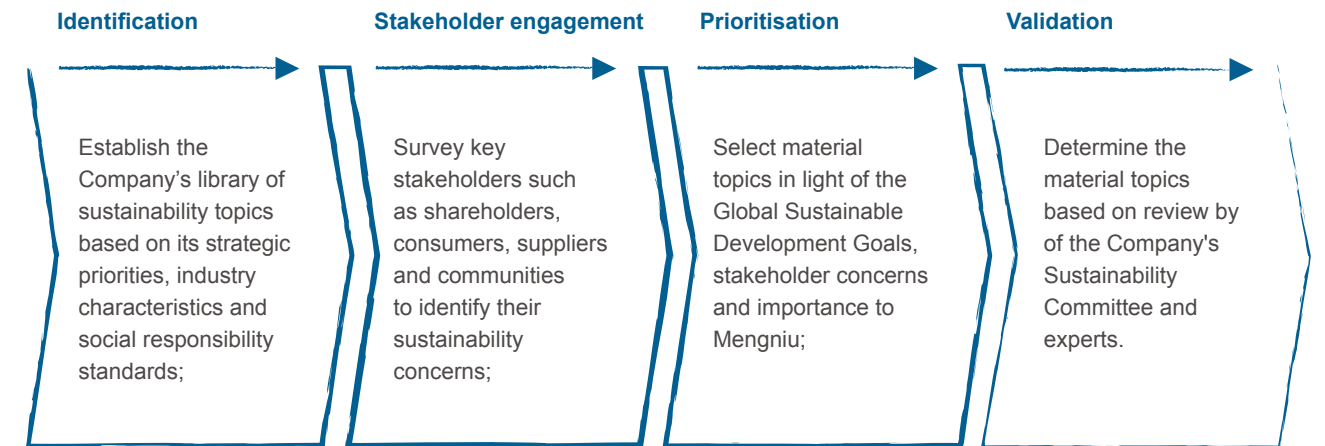 Identification
Establish the
Company's library of
sustainability topics
based on its strategic
priorities, industry
characteristics and
social responsibility
standards;
Stakeholder engagement
Survey key
stakeholders such
as shareholders,
consumers, suppliers
and communities
to identify their
sustainability
concerns;
Prioritisation
Select material
topics in light of the
Global Sustainable
Development Goals,
stakeholder concerns
and importance to
Mengniu;
Validation
Determine the
material topics
based on review by
of the Company's
Sustainability
Committee and
experts.